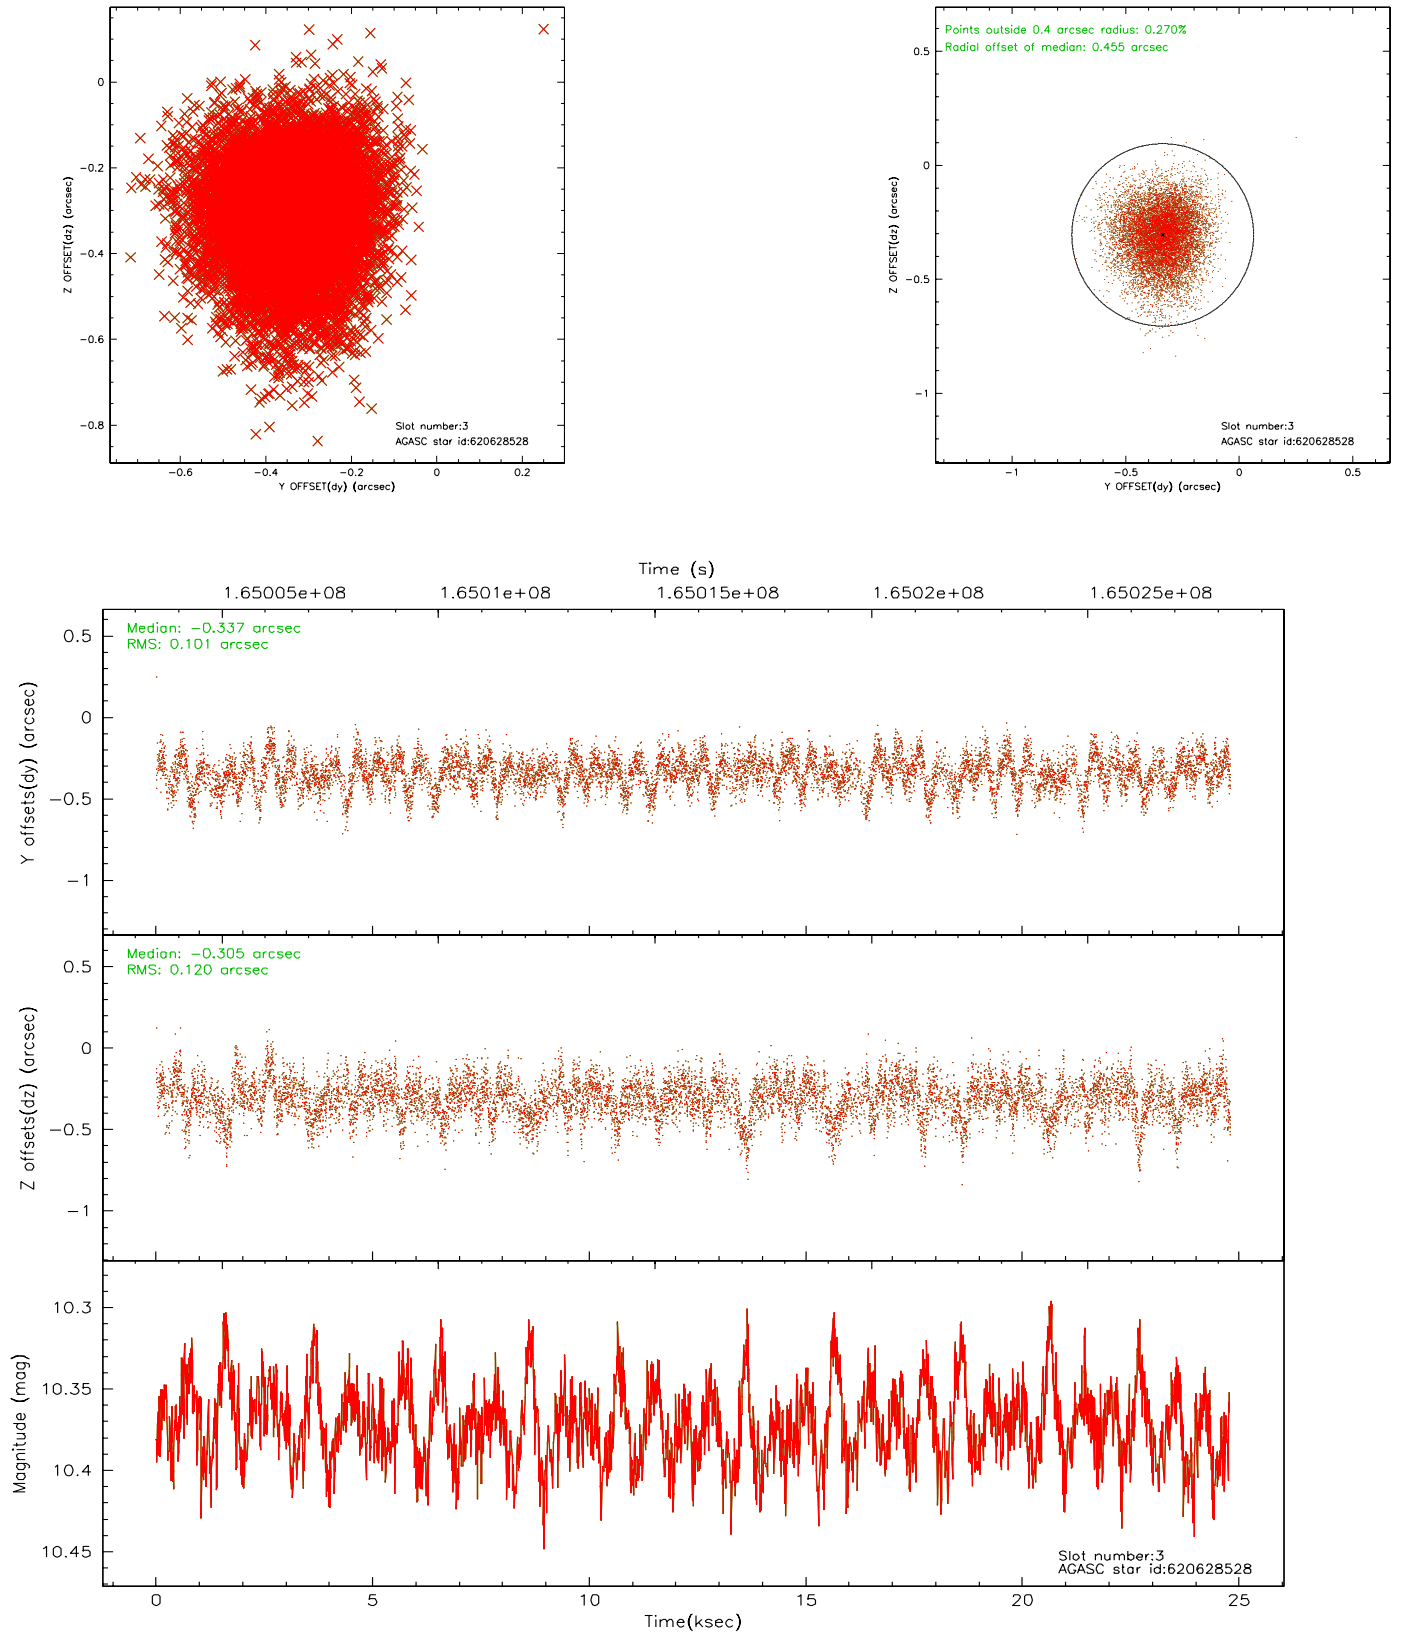 0
−0.2
−0.4
−0.6
−0.8
Z OFFSET(dz) (arcsec)
Slot number:3
AGASC star id:620628528
−0.6
−0.4
−0.2
0
0.2
Y OFFSET(dy) (arcsec)
Points outside 0.4 arcsec radius: 0.270%
Radial offset of median: 0.455 arcsec
0.5
0
−0.5
−1
Z OFFSET(dz) (arcsec)
Slot number:3
AGASC star id:620628528
−1
−0.5
0
0.5
Y OFFSET(dy) (arcsec)
Time (s)
1.65005e+08
1.6501e+08
1.65015e+08
1.6502e+08
1.65025e+08
Median: −0.337 arcsec
RMS: 0.101 arcsec
0.5
0
−0.5
−1
Y offsets(dy) (arcsec)
Median: −0.305 arcsec
RMS: 0.120 arcsec
0.5
0
−0.5
−1
Z offsets(dz) (arcsec)
10.3
10.35
10.4
10.45
Magnitude (mag)
Slot number:3
AGASC star id:620628528
0
5
10
15
20
25
Time(ksec)